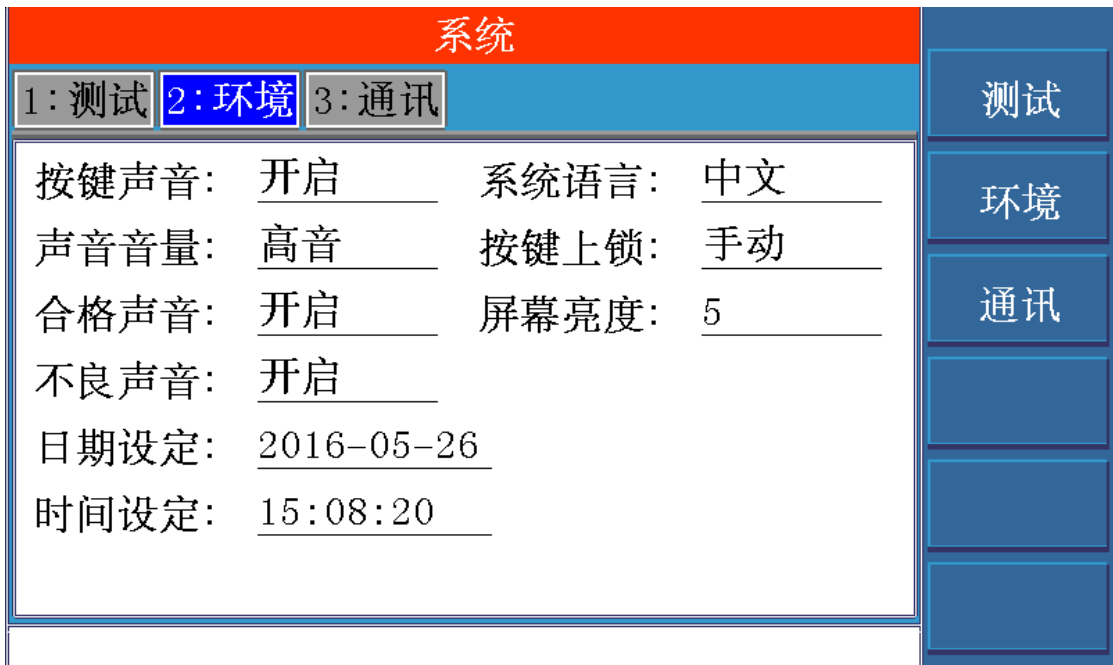 系统
1:测试 2:环境 3:通讯
按键声音: 开启 系统语言: 中文
声音音量: 高音 按键上锁: 手动
合格声音: 开启 屏幕亮度: 5
不良声音: 开启
日期设定: 2016-05-26
时间设定: 15:08:20
测试
环境
通讯